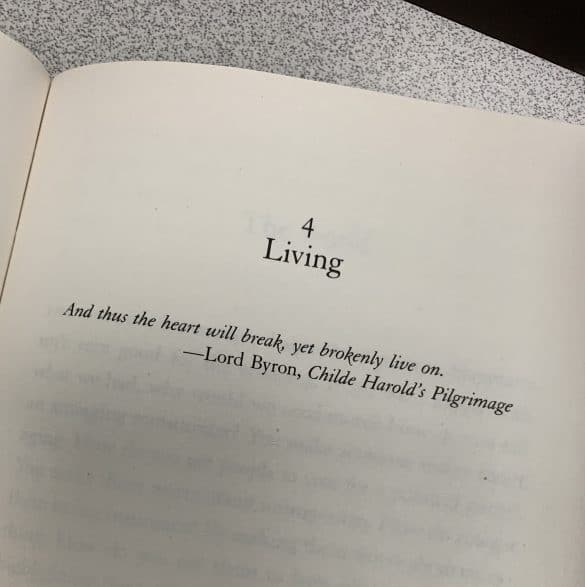 4
Living
And thus the heart will break, yet brokenly live on.
—Lord Byron, Childe Harold's Pilgrimage